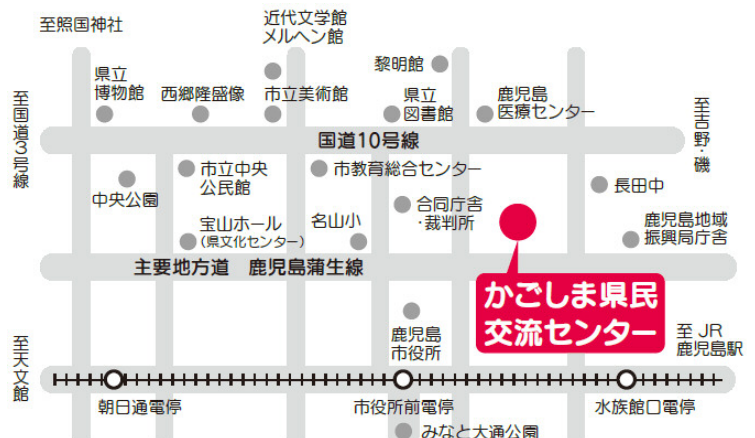 至照国神社
近代文学館
メルヘン館
黎明館
県立
博物館
西郷隆盛像
市立美術館
県立
図書館
鹿児島
医療センター
至国道3号線
至吉野・磯
国道10号線
中央公園
市立中央
公民館
市教育総合センター
長田中
合同庁舎
・裁判所
宝山ホール
（県文化センター）
名山小
鹿児島地域
振興局庁舎
主要地方道 鹿児島蒲生線
かごしま県民
交流センター
鹿児島
市役所
至 JR
鹿児島駅
至天文館
朝日通電停
市役所前電停
水族館口電停
みなと大通公園